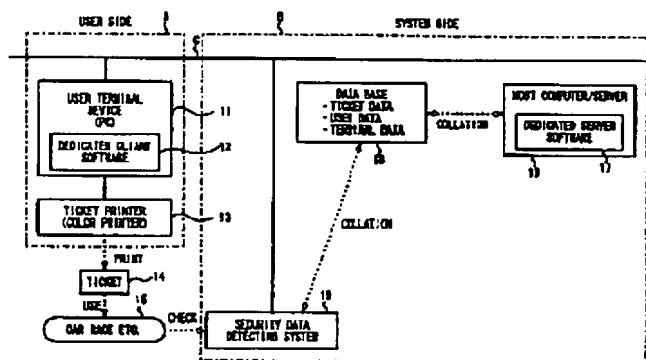 USER SIDE
SYSTEM SIDE
USER TERMINAL
DEVICE
(PC)
11
DEDICATED CLIENT
SOFTWARE
12
TICKET PRINTER
(COLOR PRINTER)
13
PRINT
TICKET
14
USE
CAR RACE ETC.
CHECK
DATA BASE
- TICKET DATA
- USER DATA
- TERMINAL DATA
COLLATION
HOST COMPUTER/SERVER
DEDICATED SERVER
SOFTWARE
17
COLLATION
SECURITY DATA
DETECTING SYSTEM